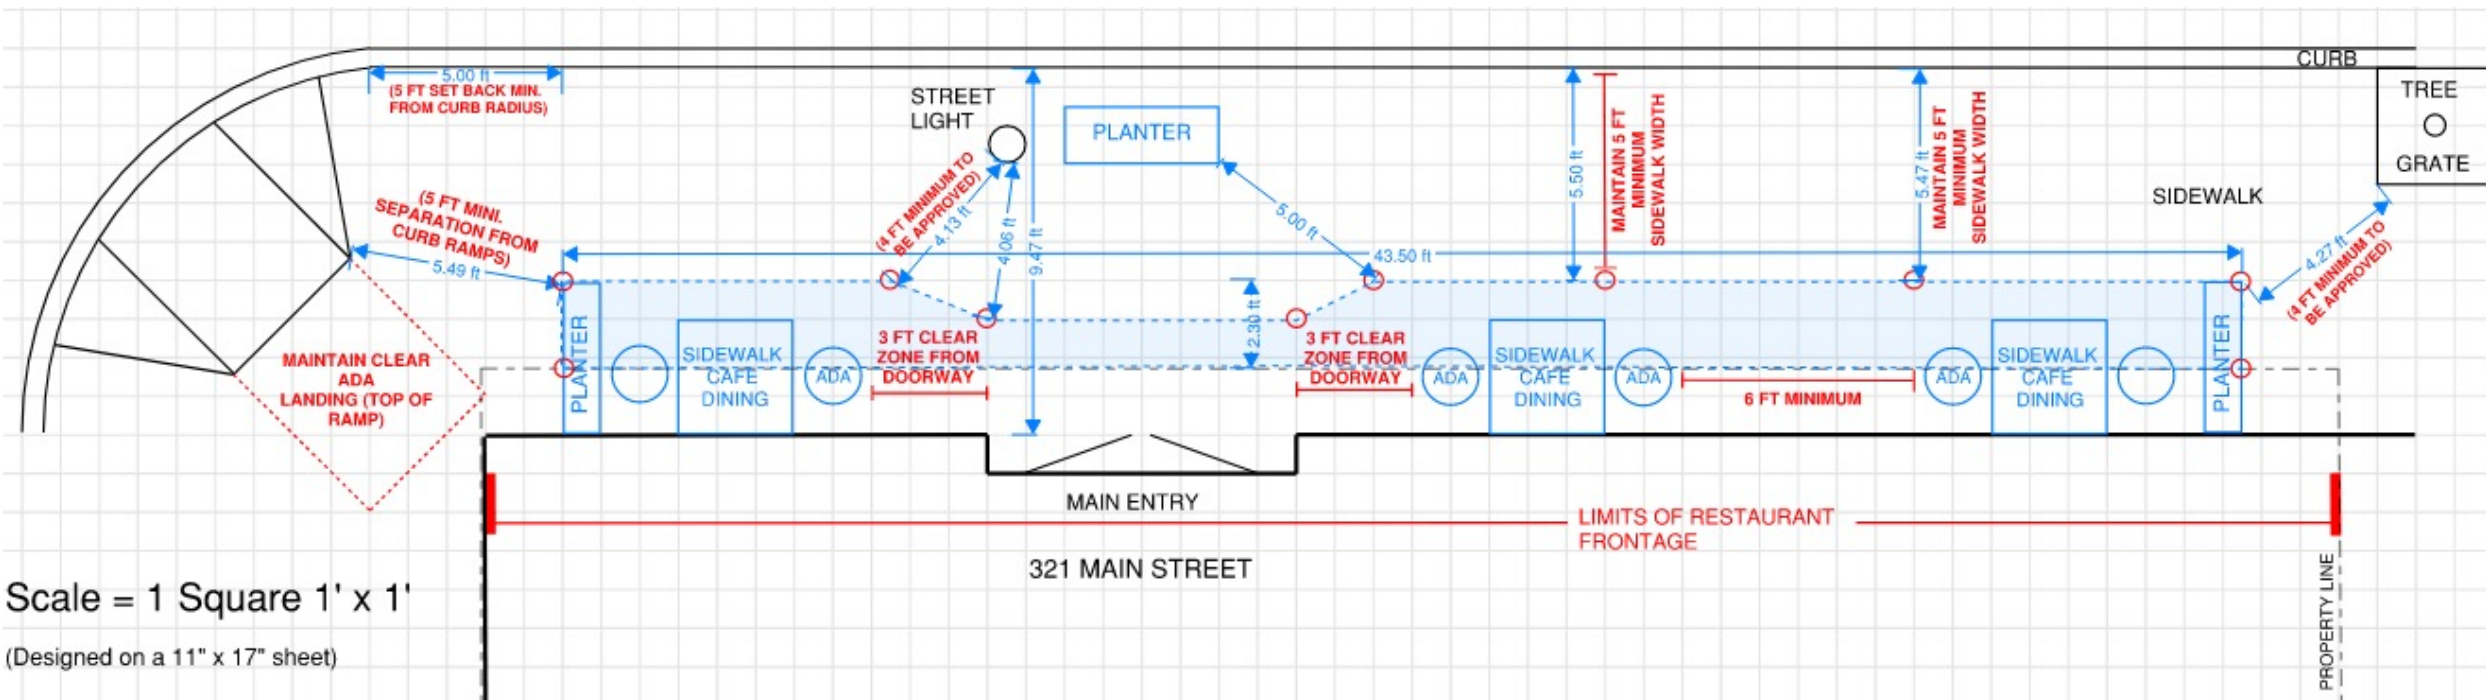 CURB
5.00 ft
(5 FT SET BACK MIN.
FROM CURB RADIUS)
STREET
LIGHT
PLANTER
TREE
GRATE
SIDEWALK
(5 FT MINI.
SEPARATION FROM
CURB RAMPS)
5.49 ft
(4 FT MINIMUM TO
BE APPROVED)
4.13 ft
4.06 ft
9.47 ft
5.00 ft
43.50 ft
5.50 ft
MAINTAIN 5 FT
MINIMUM
SIDEWALK WIDTH
5.47 ft
MAINTAIN 5 FT
MINIMUM
SIDEWALK WIDTH
4.27 ft
(4 FT MINIMUM TO
BE APPROVED)
MAINTAIN CLEAR
ADA
LANDING (TOP OF
RAMP)
PLANTER
SIDEWALK
CAFE
DINING
ADA
3 FT CLEAR
ZONE FROM
DOORWAY
2.30 ft
3 FT CLEAR
ZONE FROM
DOORWAY
ADA
SIDEWALK
CAFE
DINING
ADA
6 FT MINIMUM
ADA
SIDEWALK
CAFE
DINING
PLANTER
MAIN ENTRY
LIMITS OF RESTAURANT
FRONTAGE
321 MAIN STREET
PROPERTY LINE
Scale = 1 Square 1' x 1'
(Designed on a 11" x 17" sheet)